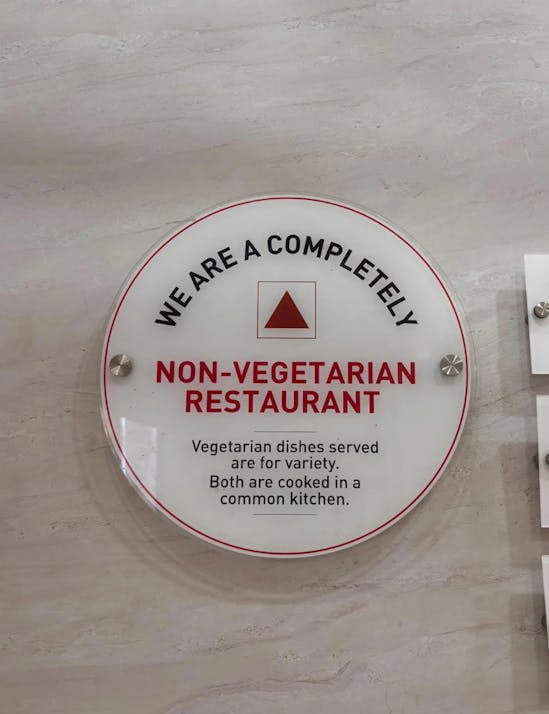 WE ARE A COMPLETELY
NON-VEGETARIAN
RESTAURANT
Vegetarian dishes served
are for variety.
Both are cooked in a
common kitchen.